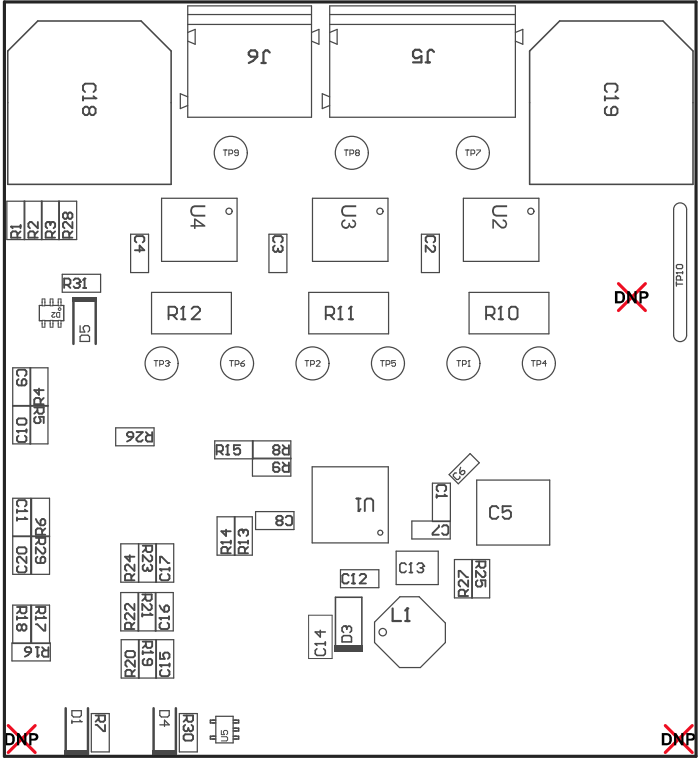 J6
J5
C18
C19
TP9
TP8
TP7
R1
R2
R3
R28
U4
U3
U2
C4
C3
C2
TP10
R31
DNP
D2
D5
R12
R11
R10
TP3
TP6
TP2
TP5
TP1
TP4
C9
R4
C10
R5
R26
R15
R8
R9
C6
C11
R6
C1
U1
C5
C8
C7
R14
R13
C20
R29
R24
R23
C17
C13
C12
R27
R25
R22
R21
C16
R18
R17
L1
C14
D3
R16
R20
R19
C15
D1
R7
D4
R30
U5
DNP
DNP